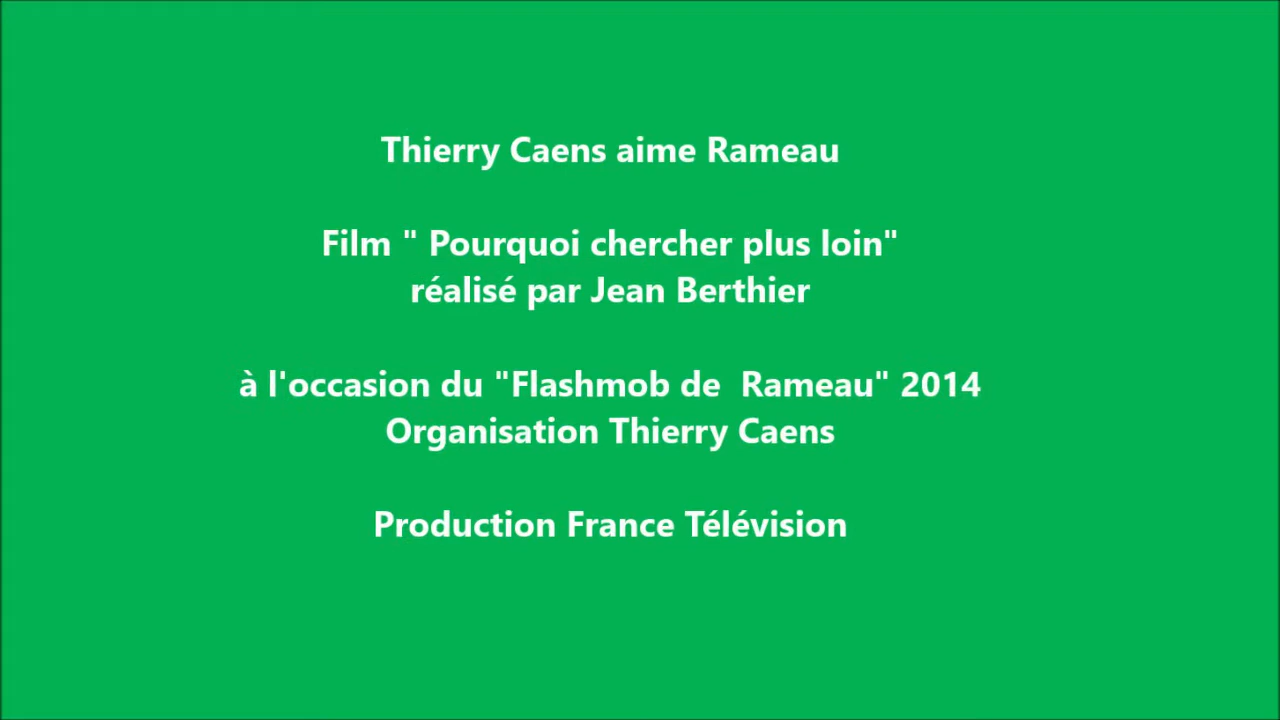 Thierry Caens aime Rameau
Film " Pourquoi chercher plus loin"
réalisé par Jean Berthier
à l'occasion du "Flashmob de  Rameau" 2014
Organisation Thierry Caens
Production France Télévision